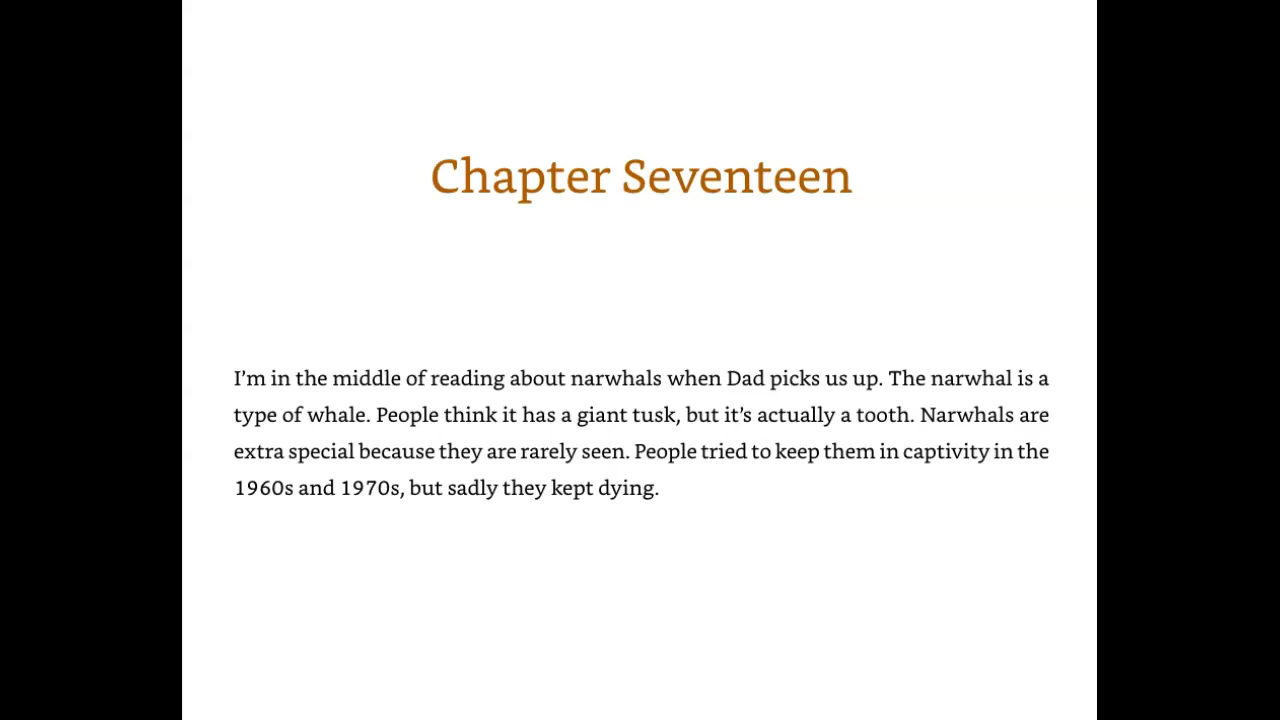 Chapter Seventeen
I’m in the middle of reading about narwhals when Dad picks us up. The narwhal is a
type of whale. People think it has a giant tusk, but it’s actually a tooth. Narwhals are
extra special because they are rarely seen. People tried to keep them in captivity in the
1960s and 1970s, but sadly they kept dying.